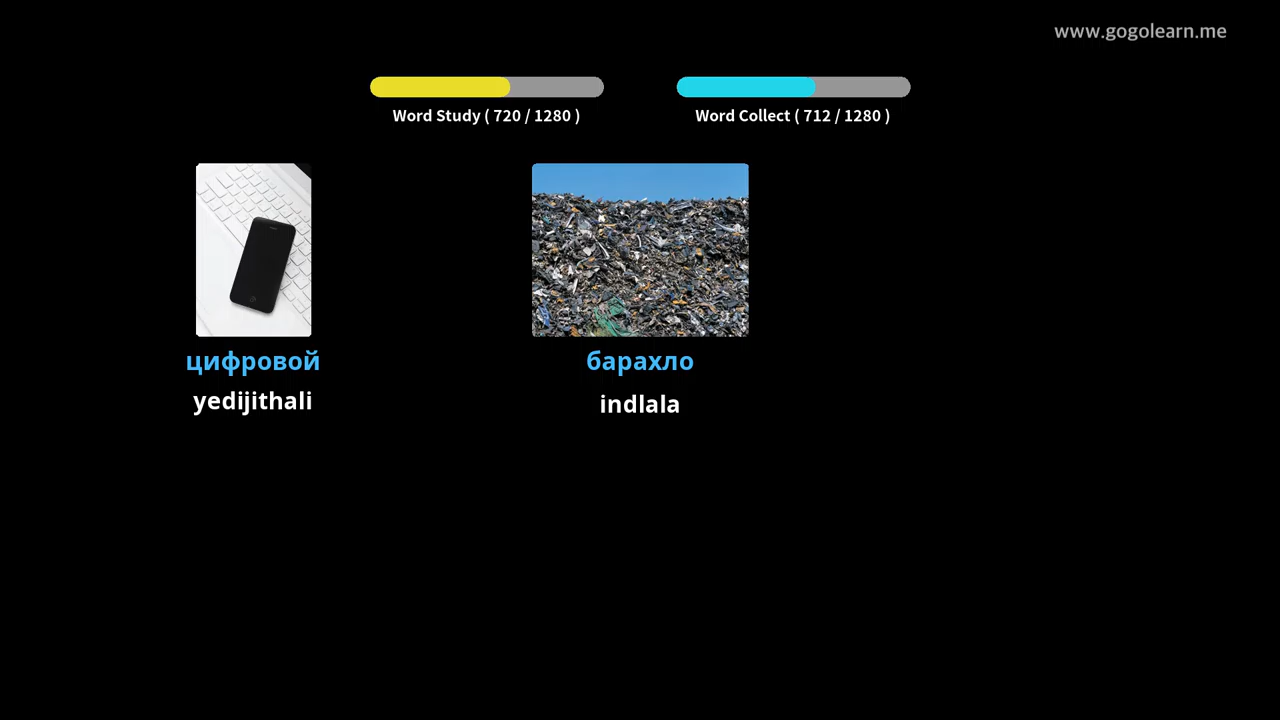 www.gogolearn.me
Word Study ( 720 / 1280 )
Word Collect ( 712 / 1280 )
цифровой
yedijithali
барахло
indlala